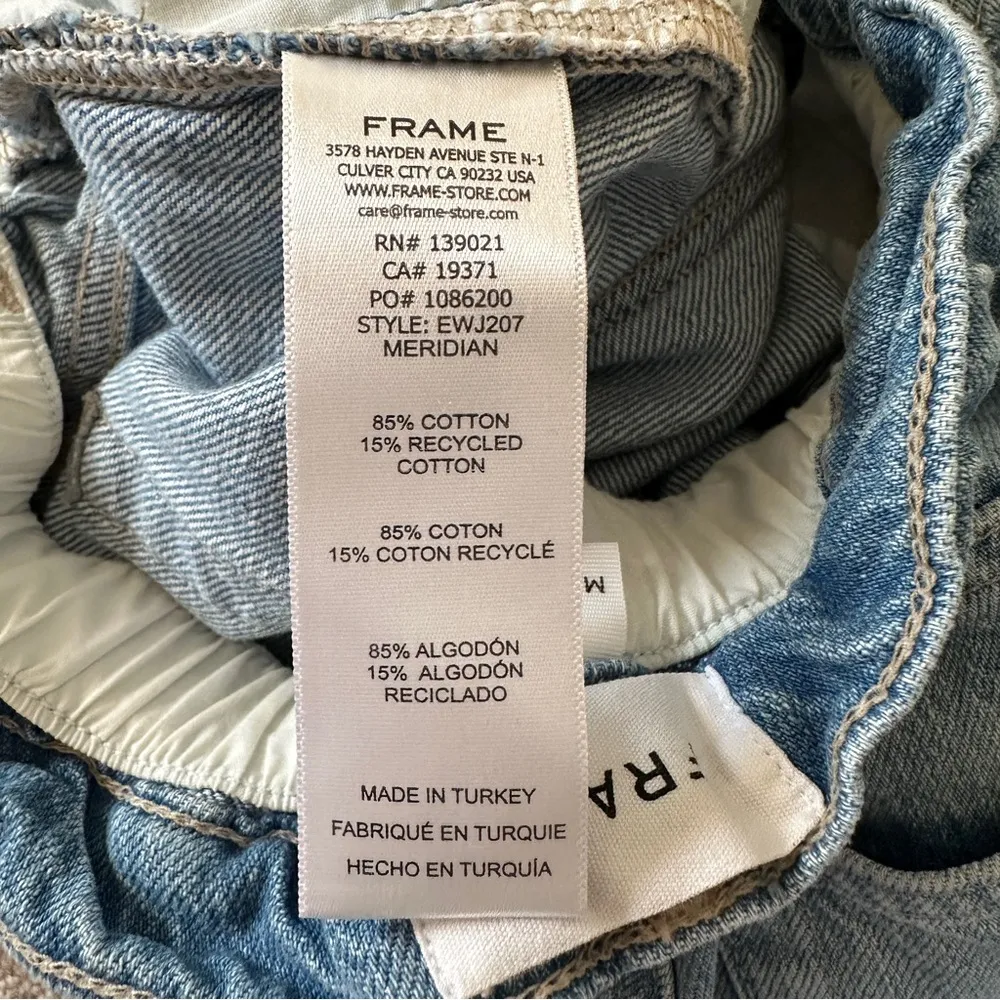 FRAME
3578 HAYDEN AVENUE STE N-1
CULVER CITY CA 90232 USA
WWW.FRAME-STORE.COM
care@frame-store.com
RN# 139021
CA# 19371
PO# 1086200
STYLE: EWJ207
MERIDIAN
85% COTTON
15% RECYCLED
COTTON
85% COTON
15% COTON RECYCLÉ
85% ALGODÓN
15% ALGODÓN
RECICLADO
MADE IN TURKEY
FABRIQUÉ EN TURQUIE
HECHO EN TURQUÍA
M
FRA